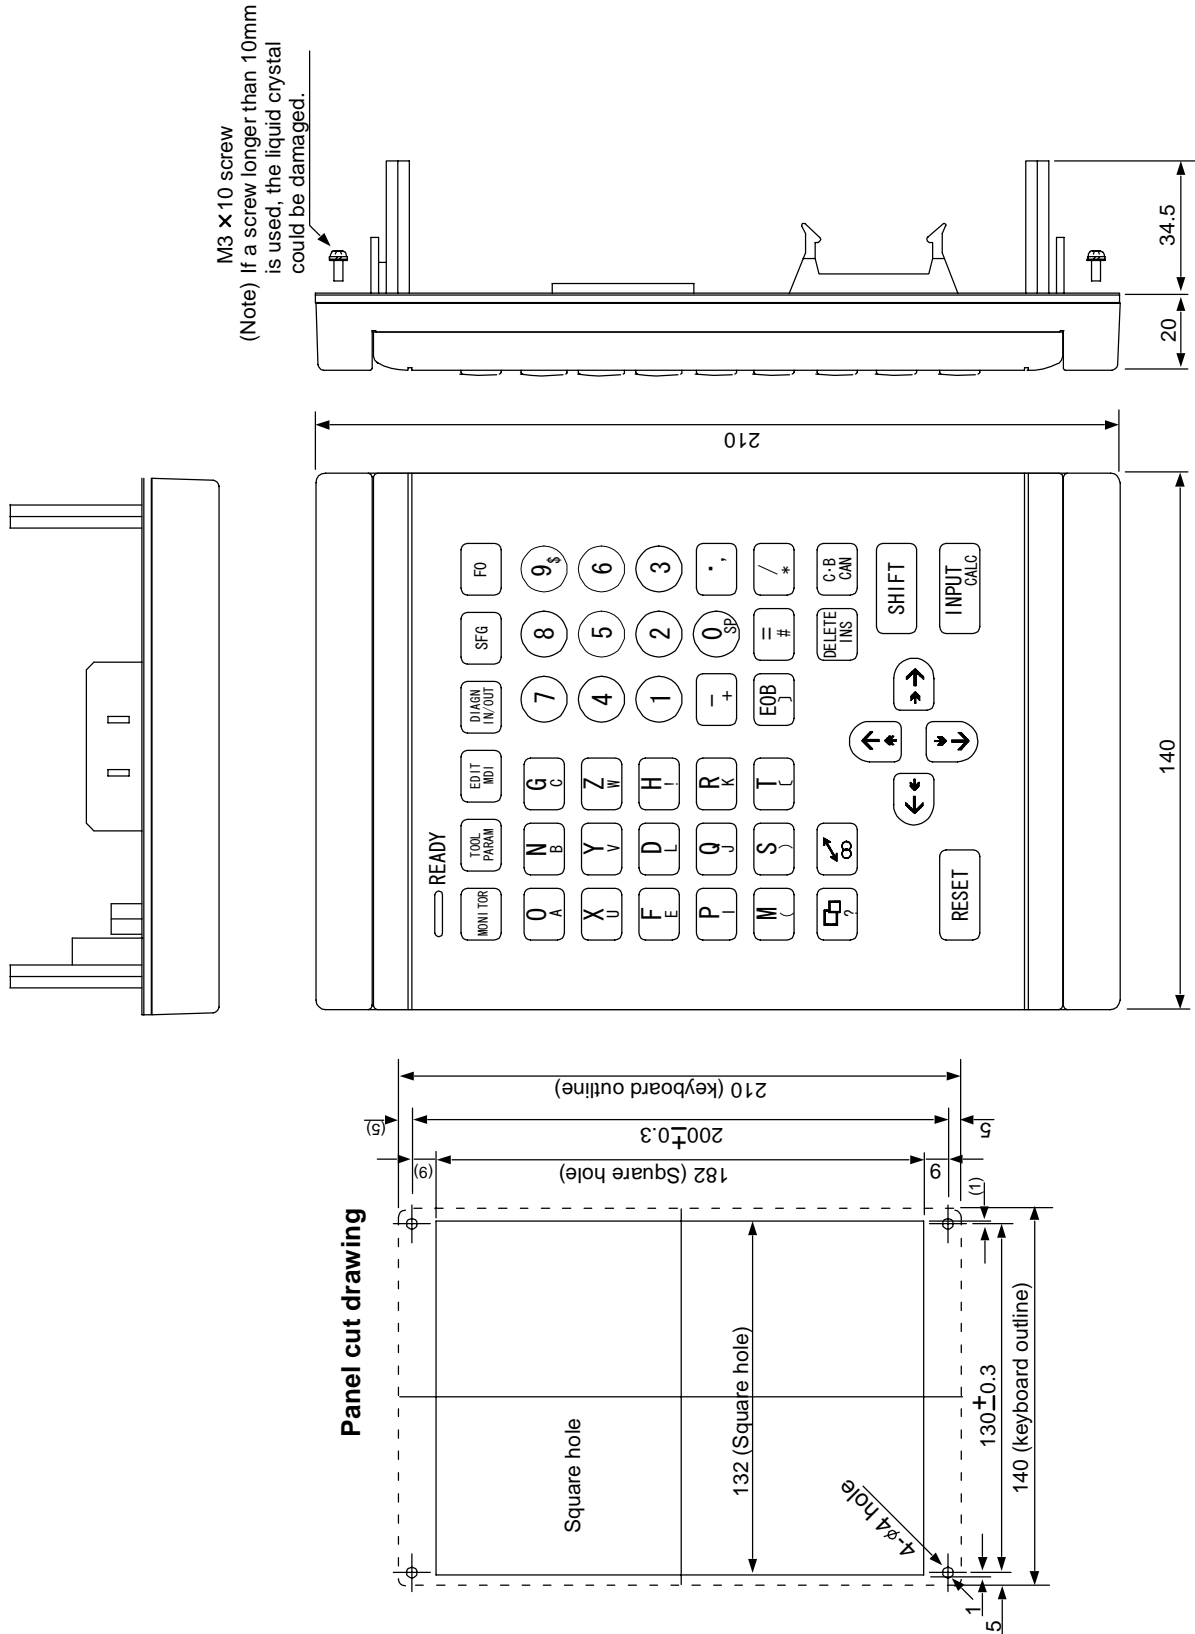 M3 ×10 screw
(Note) If a screw longer than 10mm
is used, the liquid crystal
could be damaged.
34.5
20
210
140
READY
MONITOR
TOOL
PARAM
EDIT
MDI
DIAGN
IN/OUT
SFG
F0
O
A
N
B
G
C
7
8
9
$
X
U
Y
V
Z
W
4
5
6
F
E
D
L
H
!
1
2
3
P
I
Q
J
R
K
-
+
0
SP
.
,
M
(
S
)
T
[
EOB
]
=
#
/
*
?
DELETE
INS
C·B
CAN
SHIFT
RESET
INPUT
CALC
Panel cut drawing
Square hole
(5)
(9)
210 (keyboard outline)
200±0.3
182 (Square hole)
5
9
(1)
132 (Square hole)
130±0.3
140 (keyboard outline)
4-ø4 hole
1
5